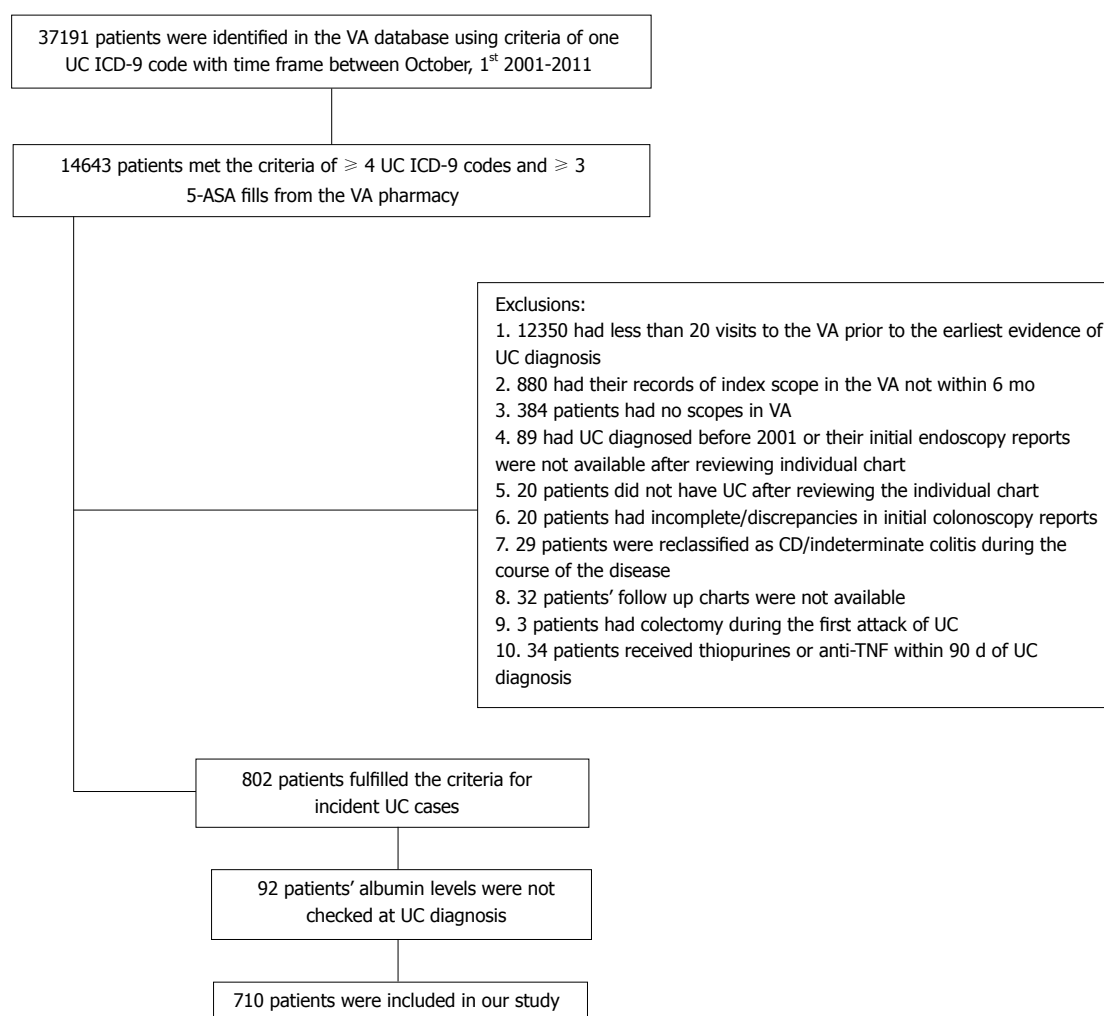 37191 patients were identified in the VA database using criteria of one
UC ICD-9 code with time frame between October, 1st 2001-2011
14643 patients met the criteria of ≥ 4 UC ICD-9 codes and ≥ 3
5-ASA fills from the VA pharmacy
Exclusions:
1. 12350 had less than 20 visits to the VA prior to the earliest evidence of
UC diagnosis
2. 880 had their records of index scope in the VA not within 6 mo
3. 384 patients had no scopes in VA
4. 89 had UC diagnosed before 2001 or their initial endoscopy reports
were not available after reviewing individual chart
5. 20 patients did not have UC after reviewing the individual chart
6. 20 patients had incomplete/discrepancies in initial colonoscopy reports
7. 29 patients were reclassified as CD/indeterminate colitis during the
course of the disease
8. 32 patients’ follow up charts were not available
9. 3 patients had colectomy during the first attack of UC
10. 34 patients received thiopurines or anti-TNF within 90 d of UC
diagnosis
802 patients fulfilled the criteria for
incident UC cases
92 patients’ albumin levels were not
checked at UC diagnosis
710 patients were included in our study